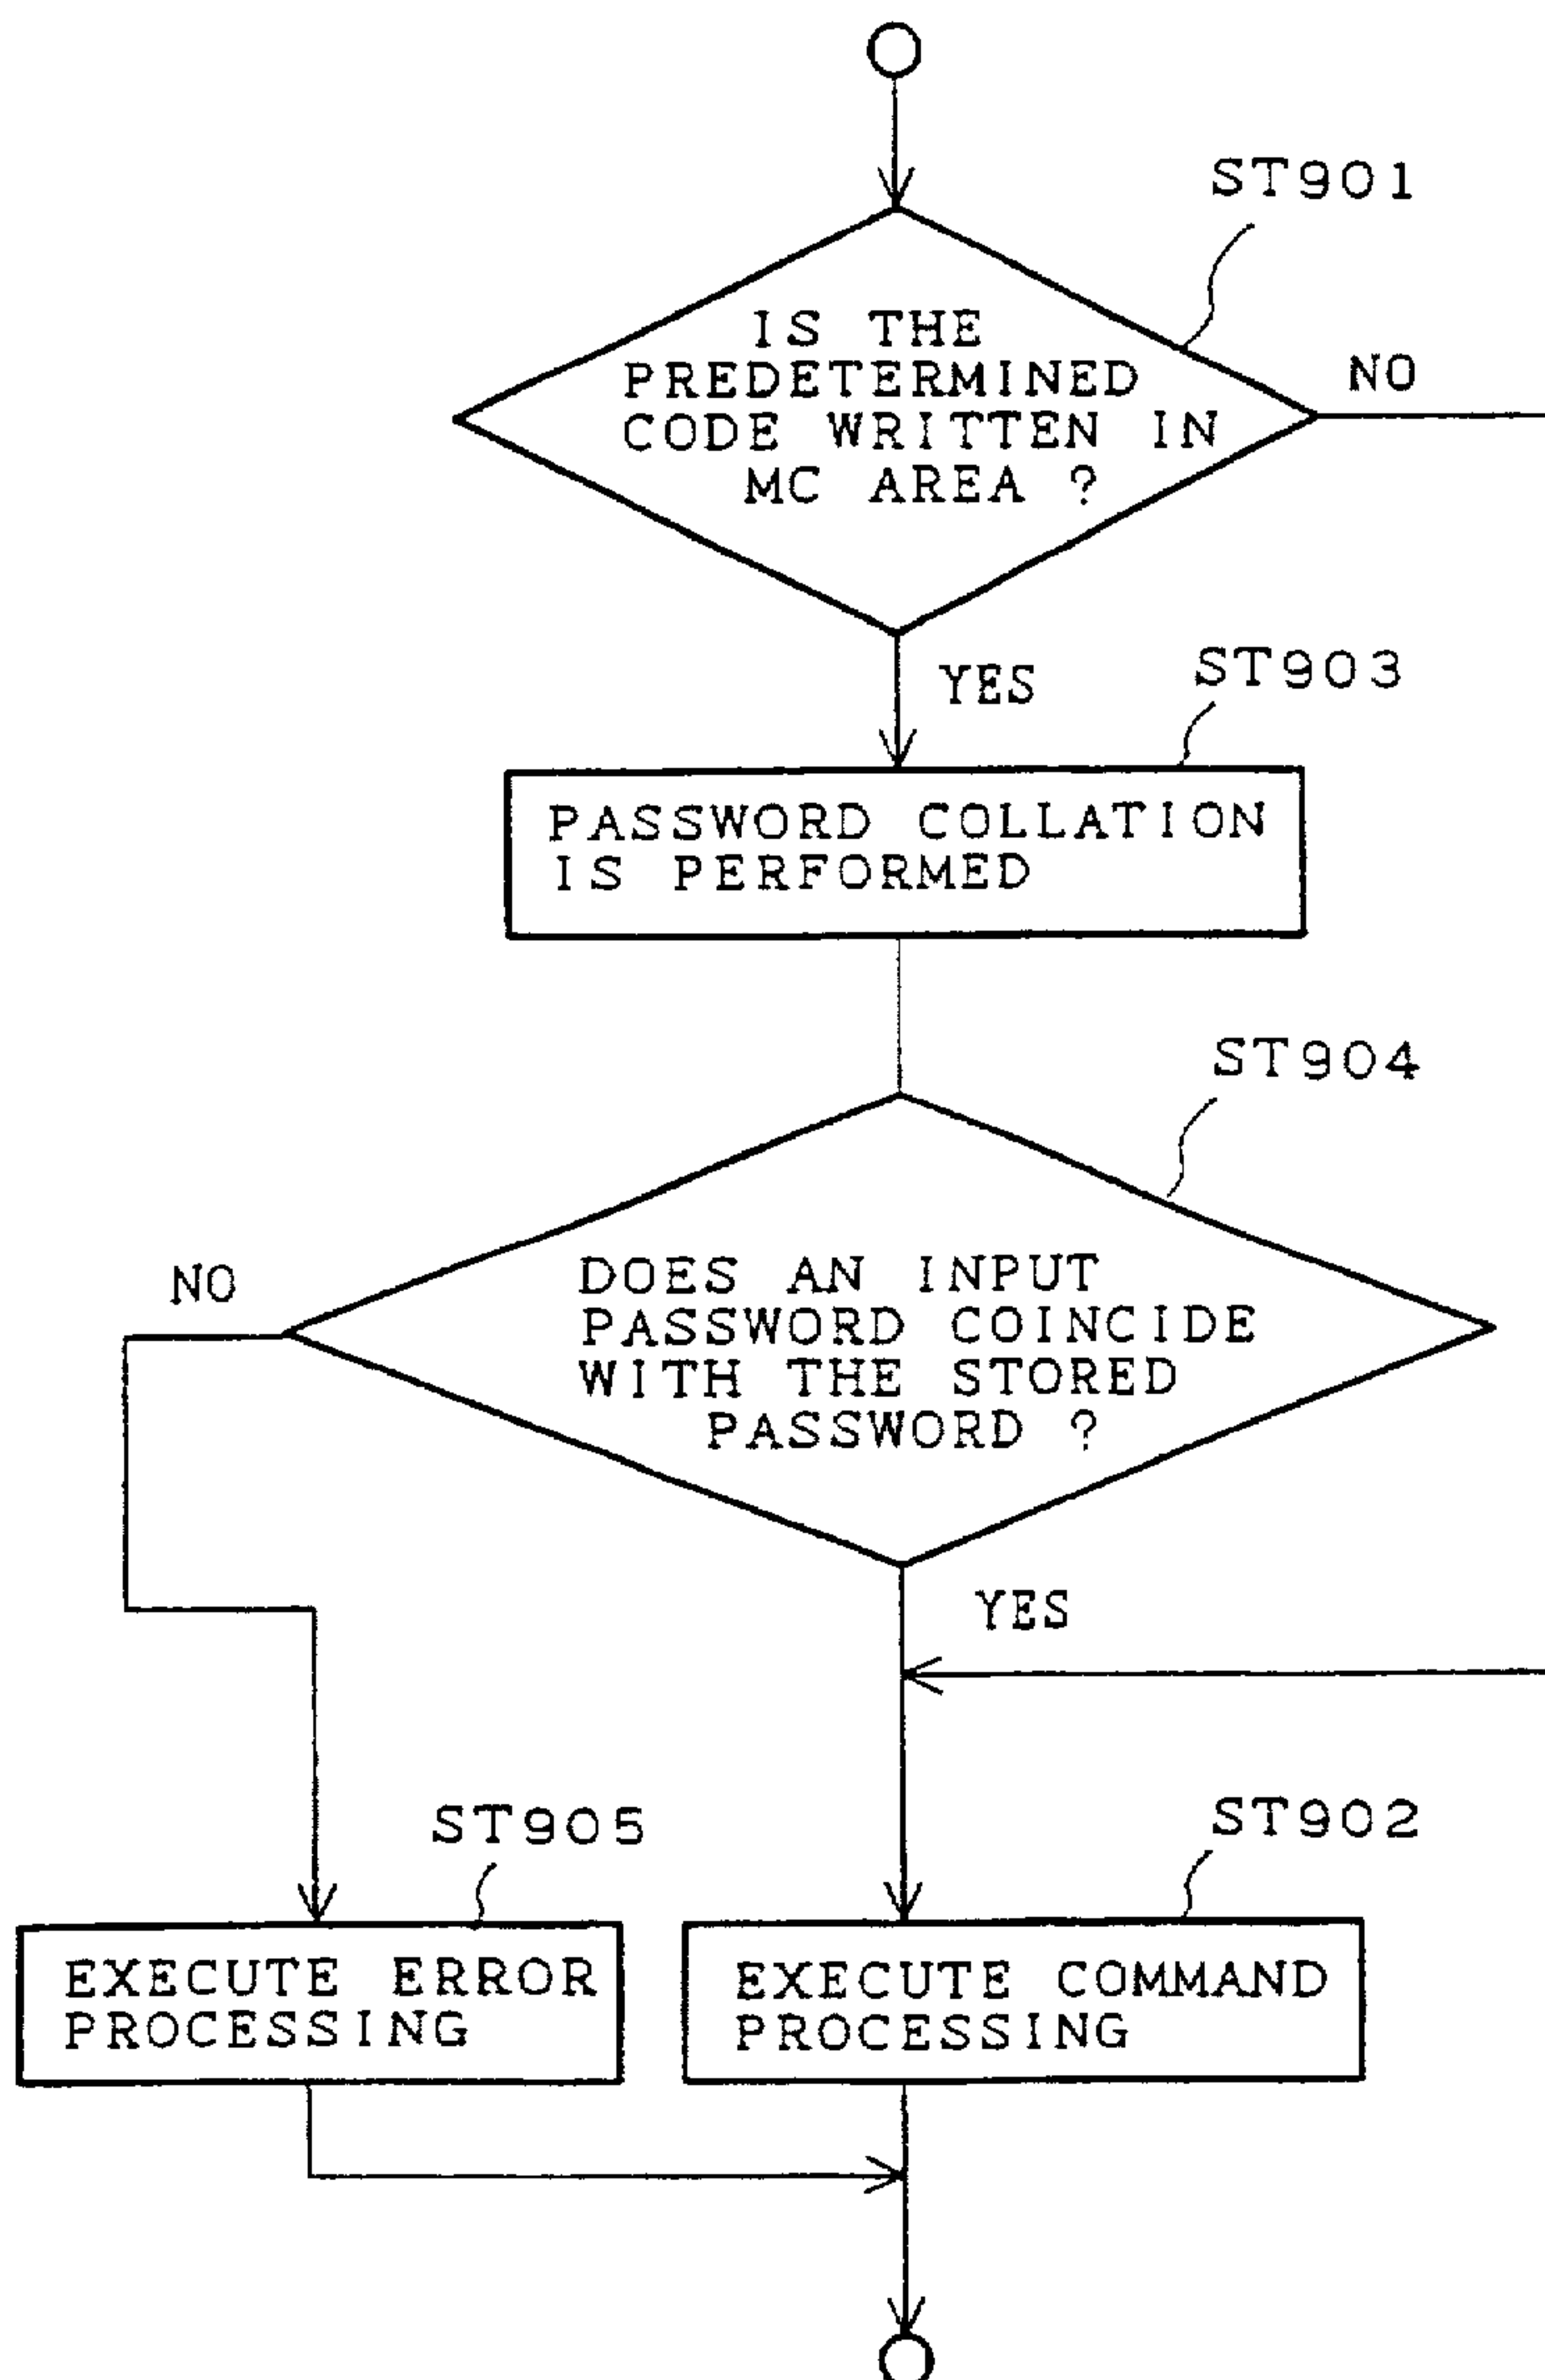 ST901
IS THE
PREDETERMINED
CODE WRITTEN IN
MC AREA ?
NO
YES
ST903
PASSWORD COLLATION
IS PERFORMED
ST904
NO
DOES AN INPUT
PASSWORD COINCIDE
WITH THE STORED
PASSWORD ?
YES
ST905
ST902
EXECUTE ERROR
PROCESSING
EXECUTE COMMAND
PROCESSING